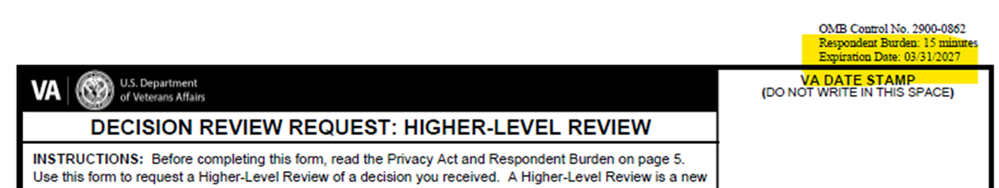 OMB Control No. 2900-0862
Respondent Burden: 15 minutes
Expiration Date: 03/31/2027
VA
U.S. Department
of Veterans Affairs
VA DATE STAMP
(DO NOT WRITE IN THIS SPACE)
DECISION REVIEW REQUEST: HIGHER-LEVEL REVIEW
INSTRUCTIONS: Before completing this form, read the Privacy Act and Respondent Burden on page 5.
Use this form to request a Higher-Level Review of a decision you received. A Higher-Level Review is a new